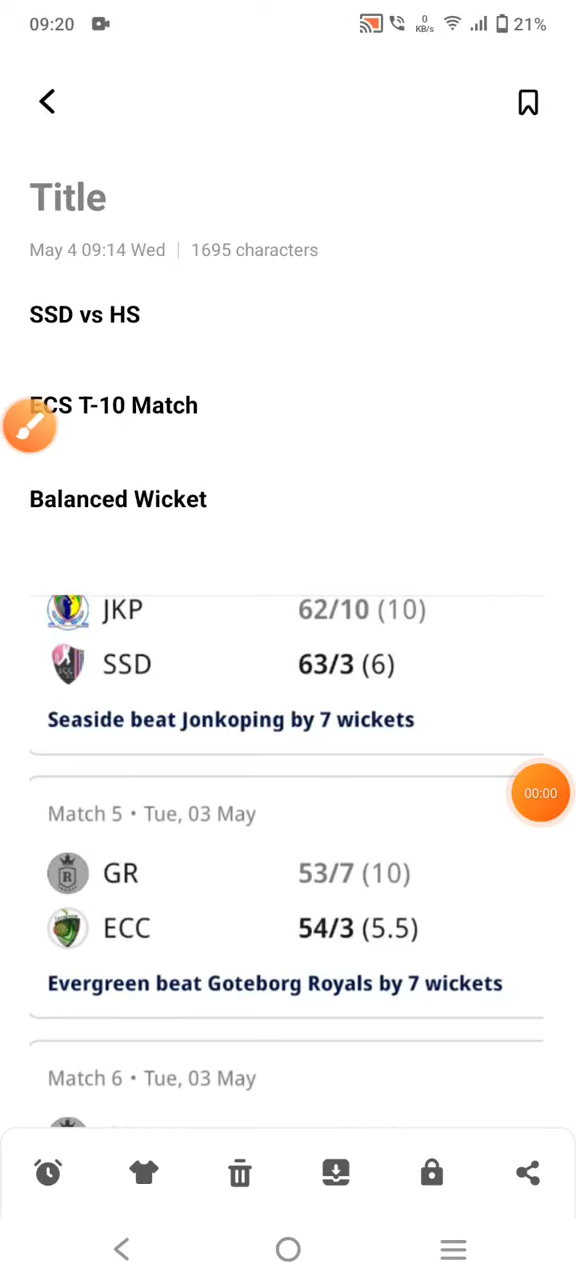 09:20 0 KB/s 21%
Title
May 4 09:14 Wed | 1695 characters
SSD vs HS
ECS T-10 Match
Balanced Wicket
JKP 62/10 (10)
SSD 63/3 (6)
Seaside beat Jonkoping by 7 wickets
00:00
Match 5 • Tue, 03 May
GR 53/7 (10)
ECC 54/3 (5.5)
Evergreen beat Goteborg Royals by 7 wickets
Match 6 • Tue, 03 May